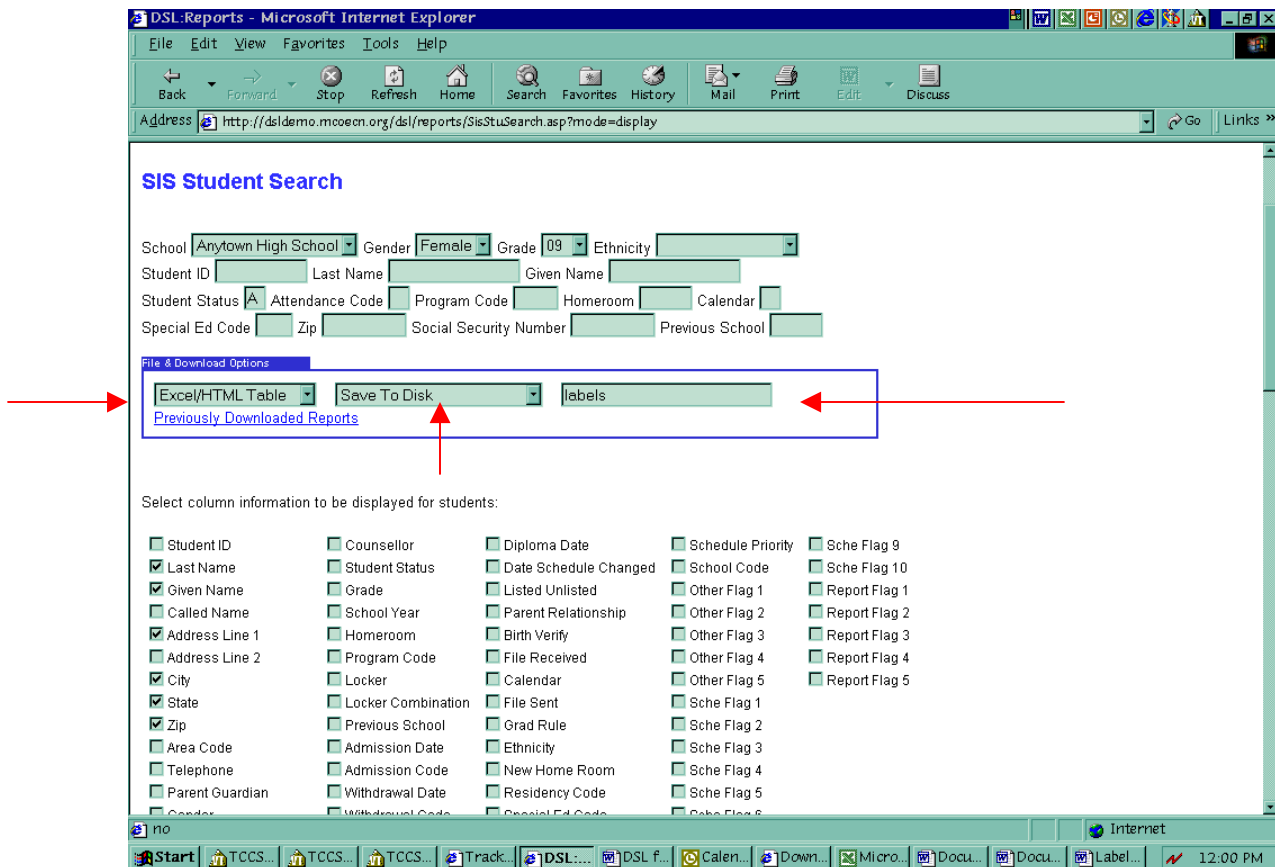 DSL:Reports - Microsoft Internet Explorer
File Edit View Favorites Tools Help
Back Forward Stop Refresh Home Search Favorites History Mail Print Edit Discuss
Address http://dsldemo.mcoecn.org/dsl/reports/SisStuSearch.asp?mode=display Go Links »
SIS Student Search
School Anytown High School Gender Female Grade 09 Ethnicity
Student ID Last Name Given Name
Student Status A Attendance Code Program Code Homeroom Calendar
Special Ed Code Zip Social Security Number Previous School
File & Download Options
Excel/HTML Table Save To Disk labels
Previously Downloaded Reports
Select column information to be displayed for students:
Student ID Counsellor Diploma Date Schedule Priority Sche Flag 9
Last Name Student Status Date Schedule Changed School Code Sche Flag 10
Given Name Grade Listed Unlisted Other Flag 1 Report Flag 1
Called Name School Year Parent Relationship Other Flag 2 Report Flag 2
Address Line 1 Homeroom Birth Verify Other Flag 3 Report Flag 3
Address Line 2 Program Code File Received Other Flag 4 Report Flag 4
City Locker Calendar Other Flag 5 Report Flag 5
State Locker Combination File Sent Sche Flag 1
Zip Previous School Grad Rule Sche Flag 2
Area Code Admission Date Ethnicity Sche Flag 3
Telephone Admission Code New Home Room Sche Flag 4
Parent Guardian Withdrawal Date Residency Code Sche Flag 5
Gender Withdrawal Code Special Ed Code Sche Flag 6
no Internet
Start TCCS... TCCS... TCCS... Track... DSL:... DSL f... Calen... Down... Micro... Docu... Docu... Label... 12:00 PM